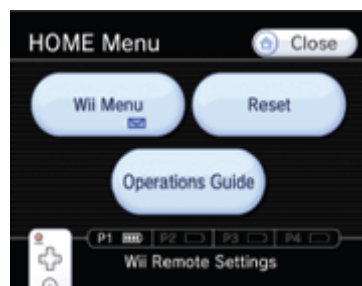 HOME Menu
Close
Wii Menu
Reset
Operations Guide
P1 P2 P3 P4
Wii Remote Settings